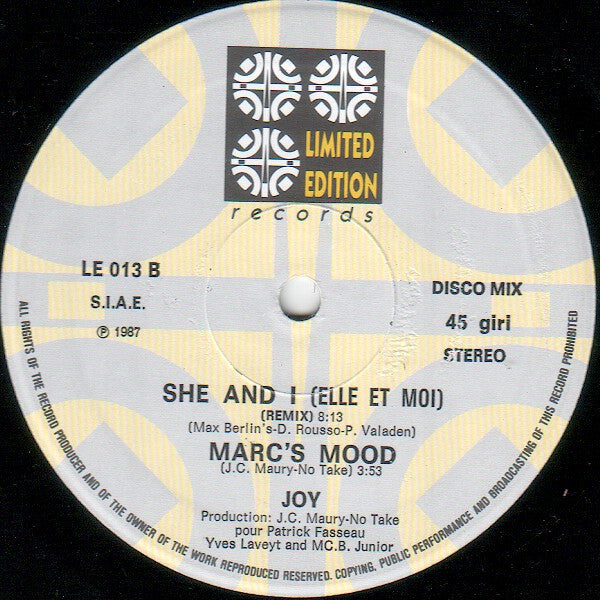 LIMITED
EDITION
records
LE 013 B
S.I.A.E.
℗ 1987
DISCO MIX
45 giri
STEREO
SHE AND I (ELLE ET MOI)
(REMIX) 8:13
(Max Berlin's-D. Rousso-P. Valaden)
MARC'S MOOD
(J.C. Maury-No Take) 3:53
JOY
Production: J.C. Maury-No Take
pour Patrick Fasseau
Yves Laveyt and MC.B. Junior
ALL RIGHTS OF THE RECORD PRODUCER AND OF THE OWNER OF THE WORK REPRODUCED RESERVED. COPYING, PUBLIC PERFORMANCE AND BROADCASTING OF THIS RECORD PROHIBITED